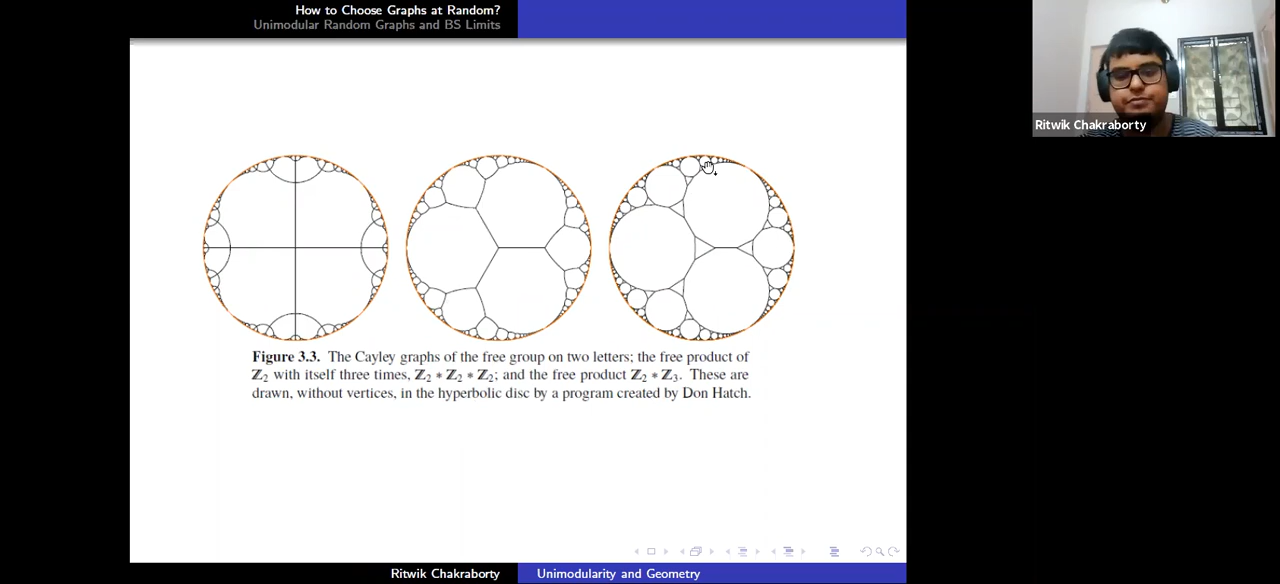 How to Choose Graphs at Random?
Unimodular Random Graphs and BS Limits
Ritwik Chakraborty
Figure 3.3. The Cayley graphs of the free group on two letters; the free product of
ℤ₂ with itself three times, ℤ₂ * ℤ₂ * ℤ₂; and the free product ℤ₂ * ℤ₃. These are
drawn, without vertices, in the hyperbolic disc by a program created by Don Hatch.
Ritwik Chakraborty
Unimodularity and Geometry